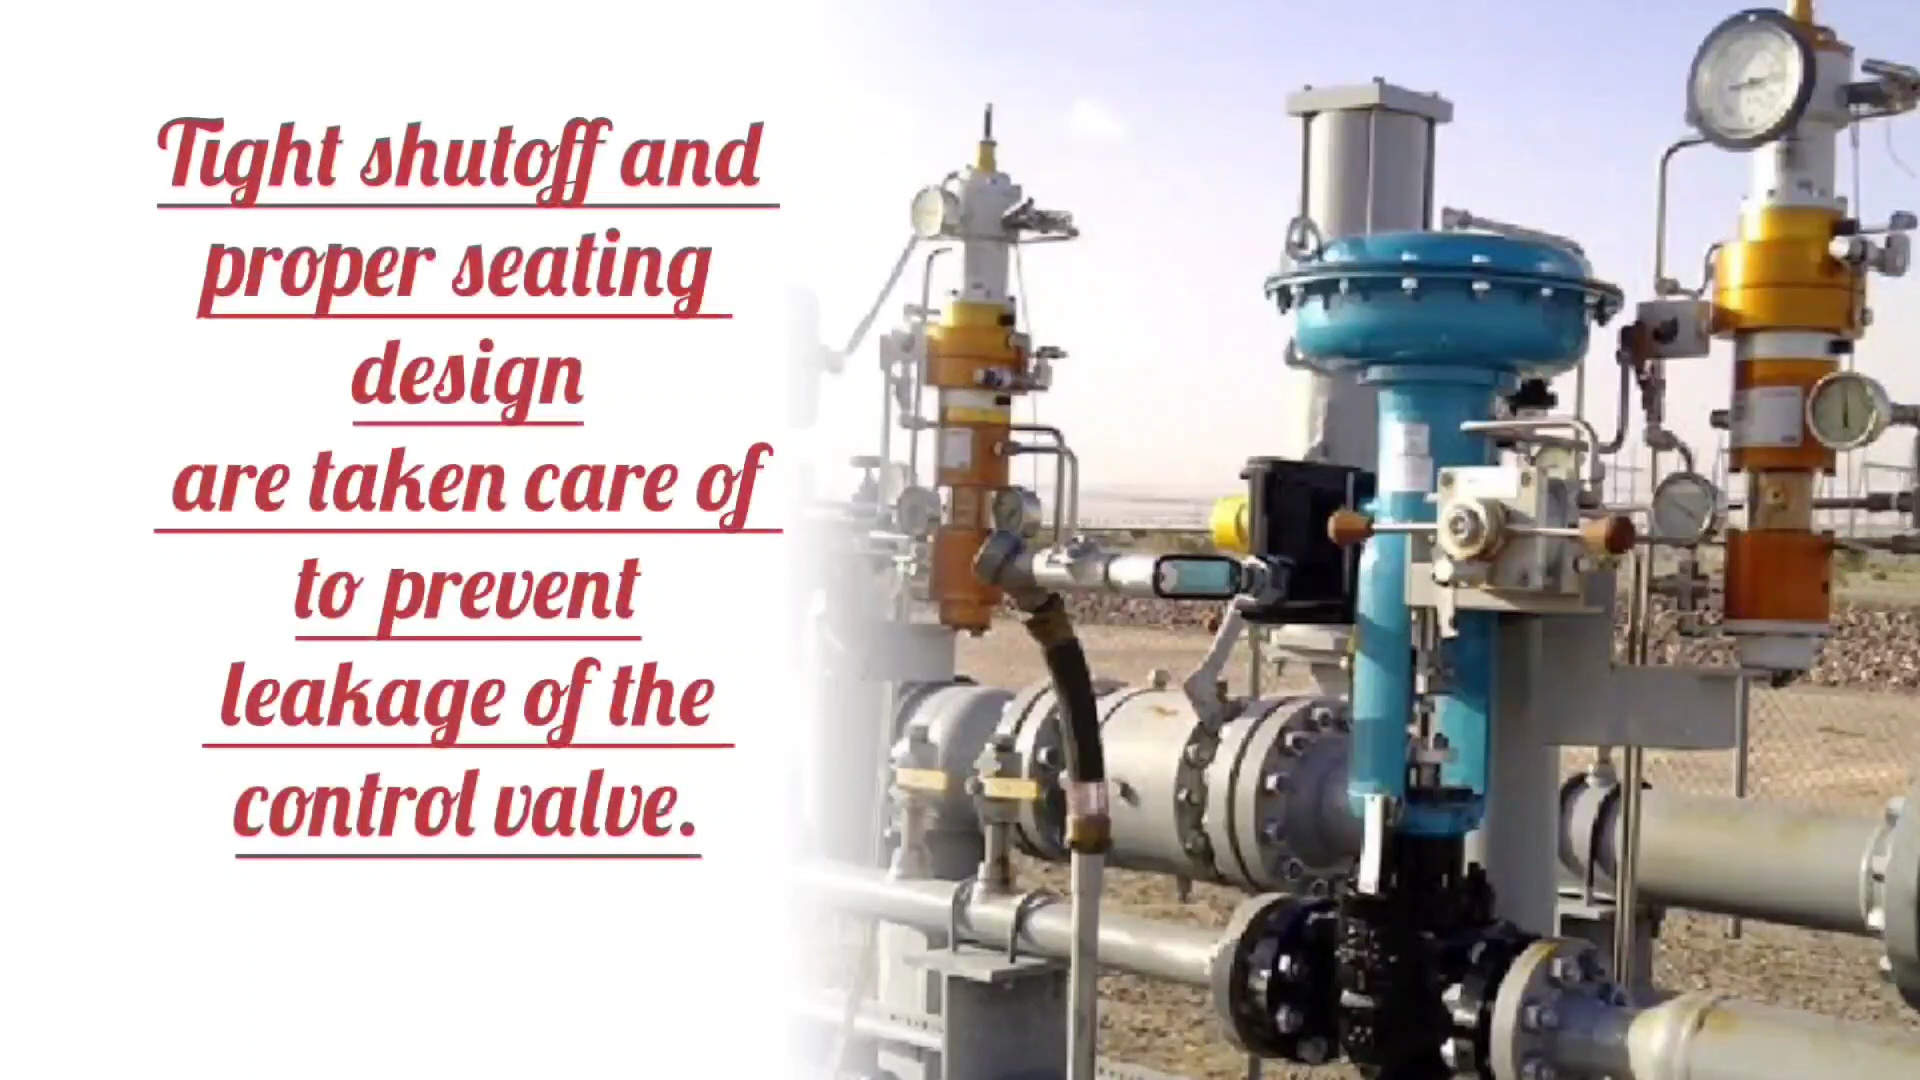 Tight shutoff and
proper seating
design
are taken care of
to prevent
leakage of the
control valve.